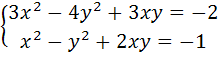 3x² − 4y² + 3xy = −2
x² − y² + 2xy = −1